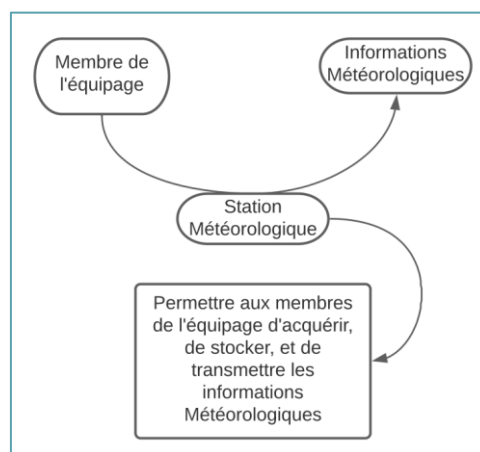 Membre de
l'équipage
Informations
Météorologiques
Station
Météorologique
Permettre aux membres
de l'équipage d'acquérir,
de stocker, et de
transmettre les
informations
Météorologiques